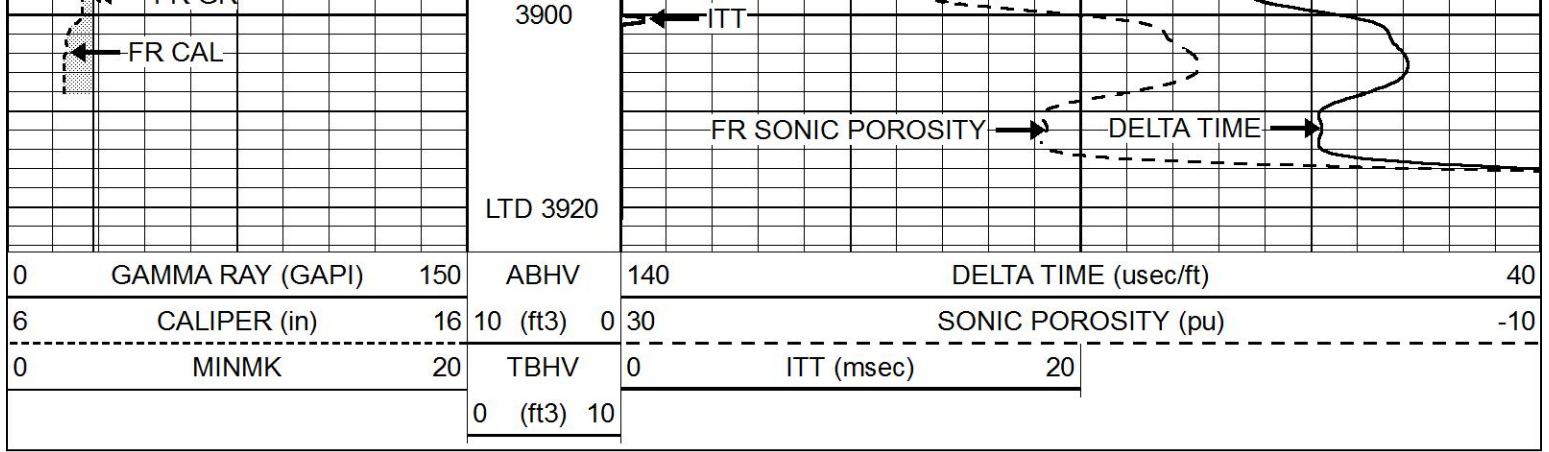 FR GR
3900
ITT
FR CAL
FR SONIC POROSITY
DELTA TIME
LTD 3920
0 GAMMA RAY (GAPI) 150
ABHV
140 DELTA TIME (usec/ft) 40
6 CALIPER (in) 16
10 (ft3) 0
30 SONIC POROSITY (pu) -10
0 MINMK 20
TBHV
0 ITT (msec) 20
0 (ft3) 10